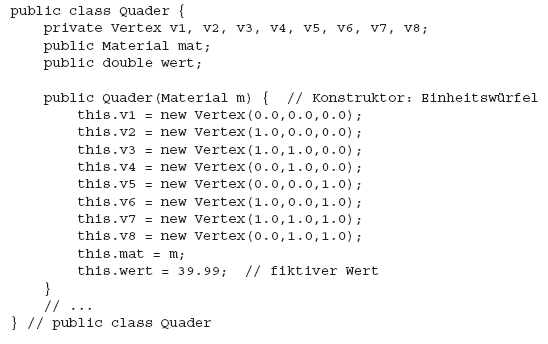 public class Quader {
    private Vertex v1, v2, v3, v4, v5, v6, v7, v8;
    public Material mat;
    public double wert;

    public Quader(Material m) {  // Konstruktor: Einheitswürfel
        this.v1 = new Vertex(0.0,0.0,0.0);
        this.v2 = new Vertex(1.0,0.0,0.0);
        this.v3 = new Vertex(1.0,1.0,0.0);
        this.v4 = new Vertex(0.0,1.0,0.0);
        this.v5 = new Vertex(0.0,0.0,1.0);
        this.v6 = new Vertex(1.0,0.0,1.0);
        this.v7 = new Vertex(1.0,1.0,1.0);
        this.v8 = new Vertex(0.0,1.0,1.0);
        this.mat = m;
        this.wert = 39.99;  // fiktiver Wert
    }
    // ...
} // public class Quader